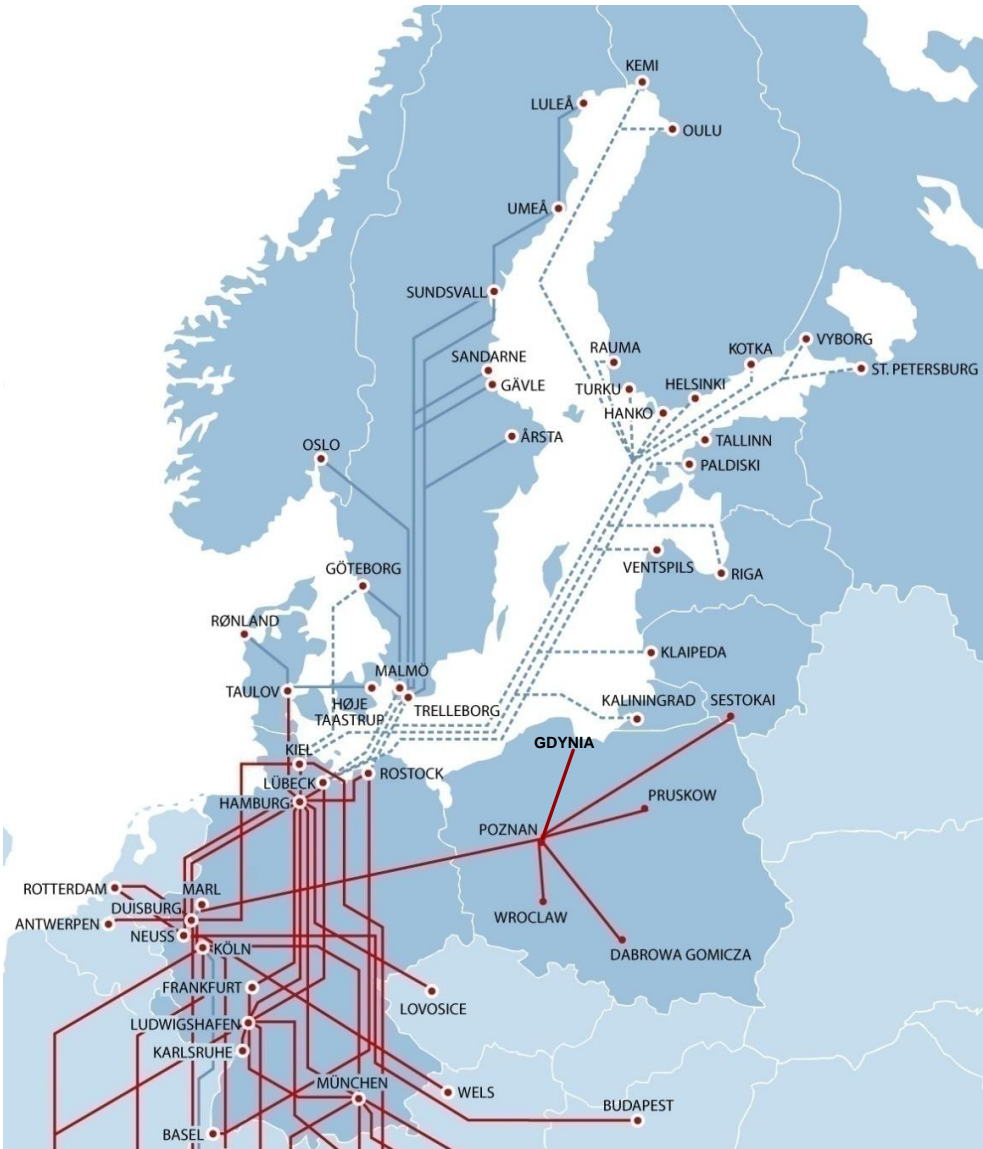 KEMI
LULEÅ
OULU
UMEÅ
SUNDSVALL
VYBORG
RAUMA
KOTKA
SANDARNE
ST. PETERSBURG
GÄVLE
TURKU
HELSINKI
HANKO
OSLO
ÅRSTA
TALLINN
PALDISKI
GÖTEBORG
VENTSPILS
RIGA
RØNLAND
KLAIPEDA
MALMÖ
TAULOV
HØJE
TAASTRUP
TRELLEBORG
KALININGRAD
SESTOKAI
GDYNIA
KIEL
LÜBECK
ROSTOCK
HAMBURG
PRUSKOW
POZNAN
ROTTERDAM
MARL
DUISBURG
ANTWERPEN
WROCLAW
NEUSS
KÖLN
DABROWA GOMICZA
FRANKFURT
LOVOSICE
LUDWIGSHAFEN
KARLSRUHE
MÜNCHEN
WELS
BUDAPEST
BASEL